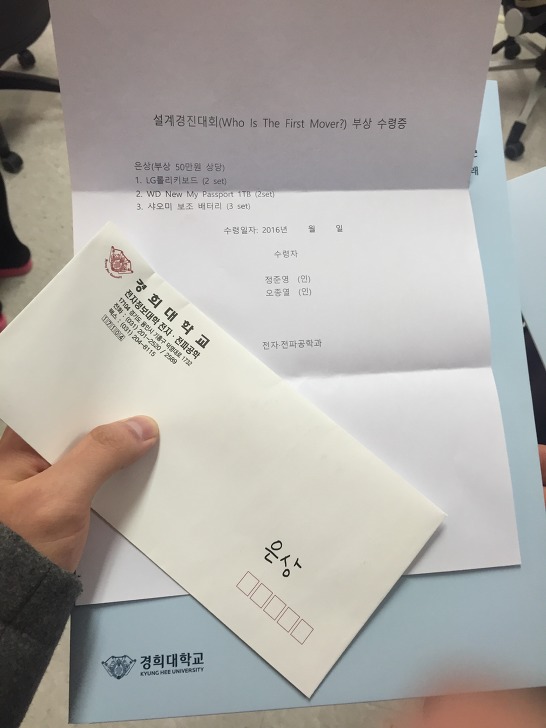 설계경진대회(Who Is The First Mover?) 부상 수령증
은상(부상 50만원 상당)
1. LG롤리키보드 (2 set)
2. WD New My Passport 1TB (2set)
3. 샤오미 보조 배터리 (3 set)
수령일자: 2016년 월 일
수령자
정준영 (인)
오종열 (인)
전자·전파공학과
경희대학교
전자정보대학 전자·전파공학
17104 경기도 용인시 기흥구 덕영대로 1732
전화 : (031) 201-2520 / 2589
팩스 : (031) 204-8115
17104
은상
경희대학교
KYUNG HEE UNIVERSITY